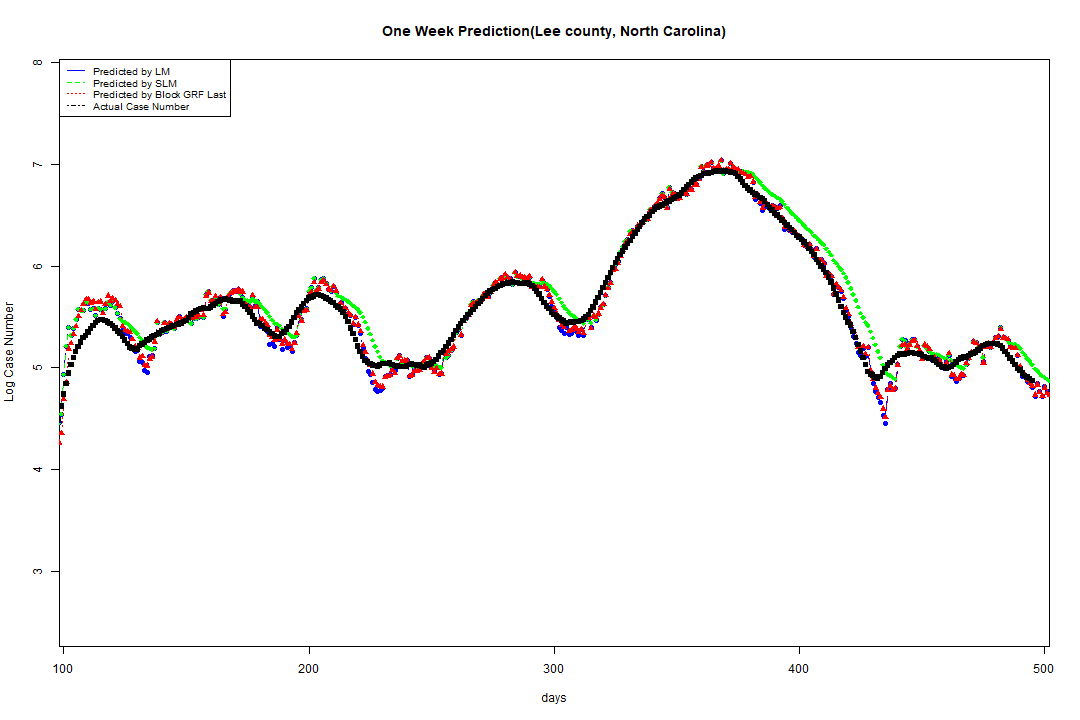 One Week Prediction(Lee county, North Carolina)
Predicted by LM
Predicted by SLM
Predicted by Block GRF Last
Actual Case Number
8
7
6
5
4
3
Log Case Number
100 200 300 400 500
days